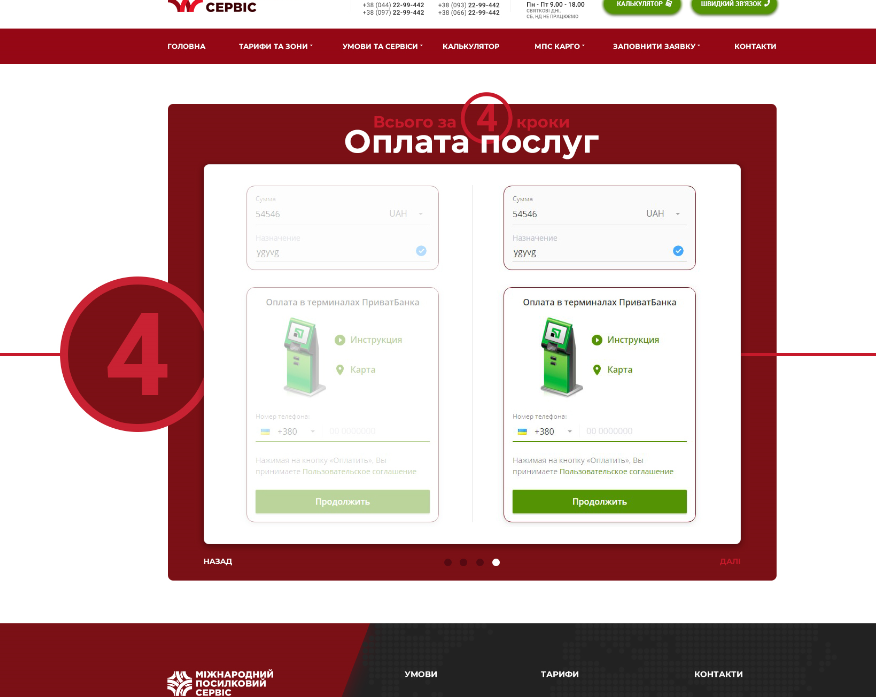 СЕРВІС
+38 (044) 22-99-442
+38 (097) 22-99-442
+38 (093) 22-99-442
+38 (066) 22-99-442
Пн - Пт 9.00 - 18.00
СВЯТКОВІ ДНІ,
СБ, НД НЕ ПРАЦЮЄМО
КАЛЬКУЛЯТОР
ШВИДКИЙ ЗВ'ЯЗОК
ГОЛОВНА
ТАРИФИ ТА ЗОНИ
УМОВИ ТА СЕРВІСИ
КАЛЬКУЛЯТОР
МПС КАРГО
ЗАПОВНИТИ ЗАЯВКУ
КОНТАКТИ
Всього за 4 кроки
Оплата послуг
4
Сумма
54546 UAH
Назначение
ygyvg
Оплата в терминалах ПриватБанка
Инструкция
Карта
Номер телефона:
+380 00 0000000
Нажимая на кнопку «Оплатить», Вы
принимаете Пользовательское соглашение
Продолжить
Сумма
54546 UAH
Назначение
ygyvg
Оплата в терминалах ПриватБанка
Инструкция
Карта
Номер телефона:
+380 00 0000000
Нажимая на кнопку «Оплатить», Вы
принимаете Пользовательское соглашение
Продолжить
НАЗАД
ДАЛІ
МІЖНАРОДНИЙ
ПОСИЛКОВИЙ
СЕРВІС
УМОВИ
ТАРИФИ
КОНТАКТИ